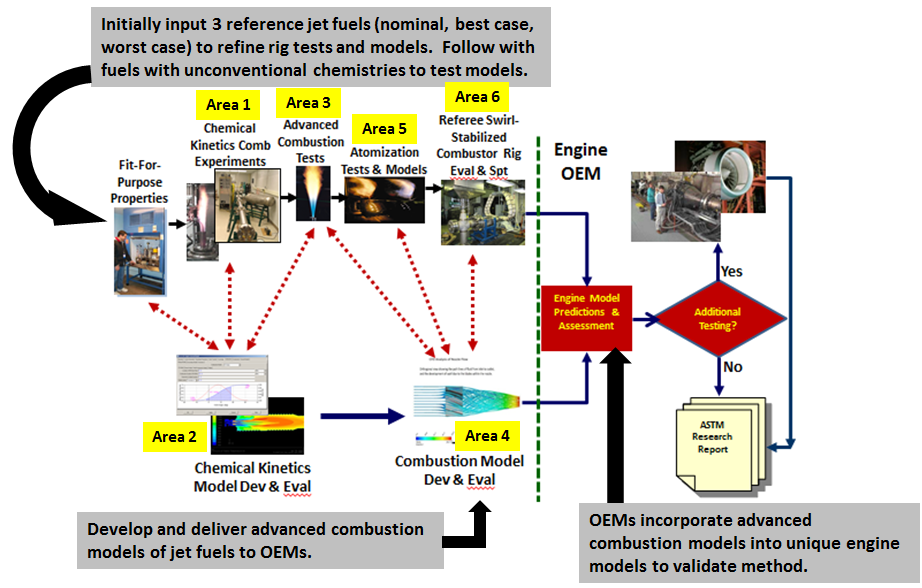 Initially input 3 reference jet fuels (nominal, best case,
worst case) to refine rig tests and models.  Follow with
fuels with unconventional chemistries to test models.
Area 1
Chemical
Kinetics Comb
Experiments
Area 3
Advanced
Combustion
Tests
Area 5
Atomization
Tests & Models
Area 6
Referee Swirl-
Stabilized
Combustor Rig
Eval & Spt
Fit-For-
Purpose
Properties
Engine
OEM
Engine Model
Predictions &
Assessment
Additional
Testing?
Yes
No
ASTM
Research
Report
Area 2
Chemical Kinetics
Model Dev & Eval
Area 4
Combustion Model
Dev & Eval
Develop and deliver advanced combustion
models of jet fuels to OEMs.
OEMs incorporate advanced
combustion models into unique engine
models to validate method.